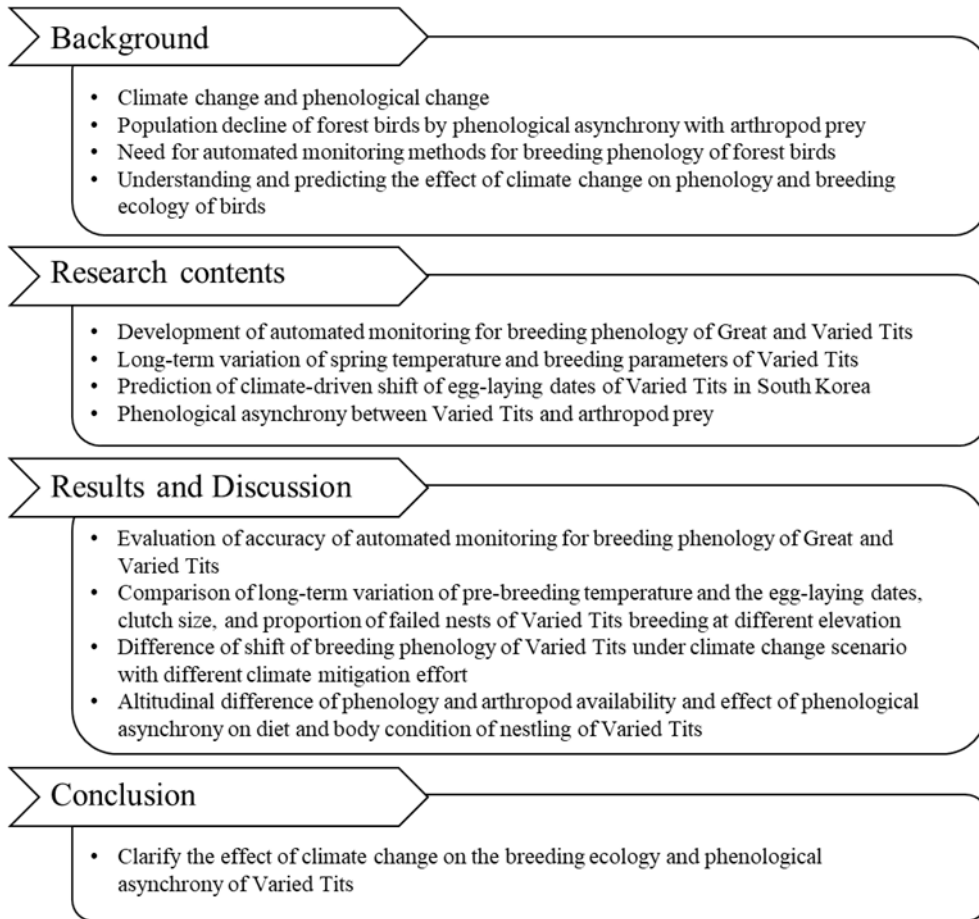 Background
• Climate change and phenological change
• Population decline of forest birds by phenological asynchrony with arthropod prey
• Need for automated monitoring methods for breeding phenology of forest birds
• Understanding and predicting the effect of climate change on phenology and breeding
ecology of birds
Research contents
• Development of automated monitoring for breeding phenology of Great and Varied Tits
• Long-term variation of spring temperature and breeding parameters of Varied Tits
• Prediction of climate-driven shift of egg-laying dates of Varied Tits in South Korea
• Phenological asynchrony between Varied Tits and arthropod prey
Results and Discussion
• Evaluation of accuracy of automated monitoring for breeding phenology of Great and
Varied Tits
• Comparison of long-term variation of pre-breeding temperature and the egg-laying dates,
clutch size, and proportion of failed nests of Varied Tits breeding at different elevation
• Difference of shift of breeding phenology of Varied Tits under climate change scenario
with different climate mitigation effort
• Altitudinal difference of phenology and arthropod availability and effect of phenological
asynchrony on diet and body condition of nestling of Varied Tits
Conclusion
• Clarify the effect of climate change on the breeding ecology and phenological
asynchrony of Varied Tits